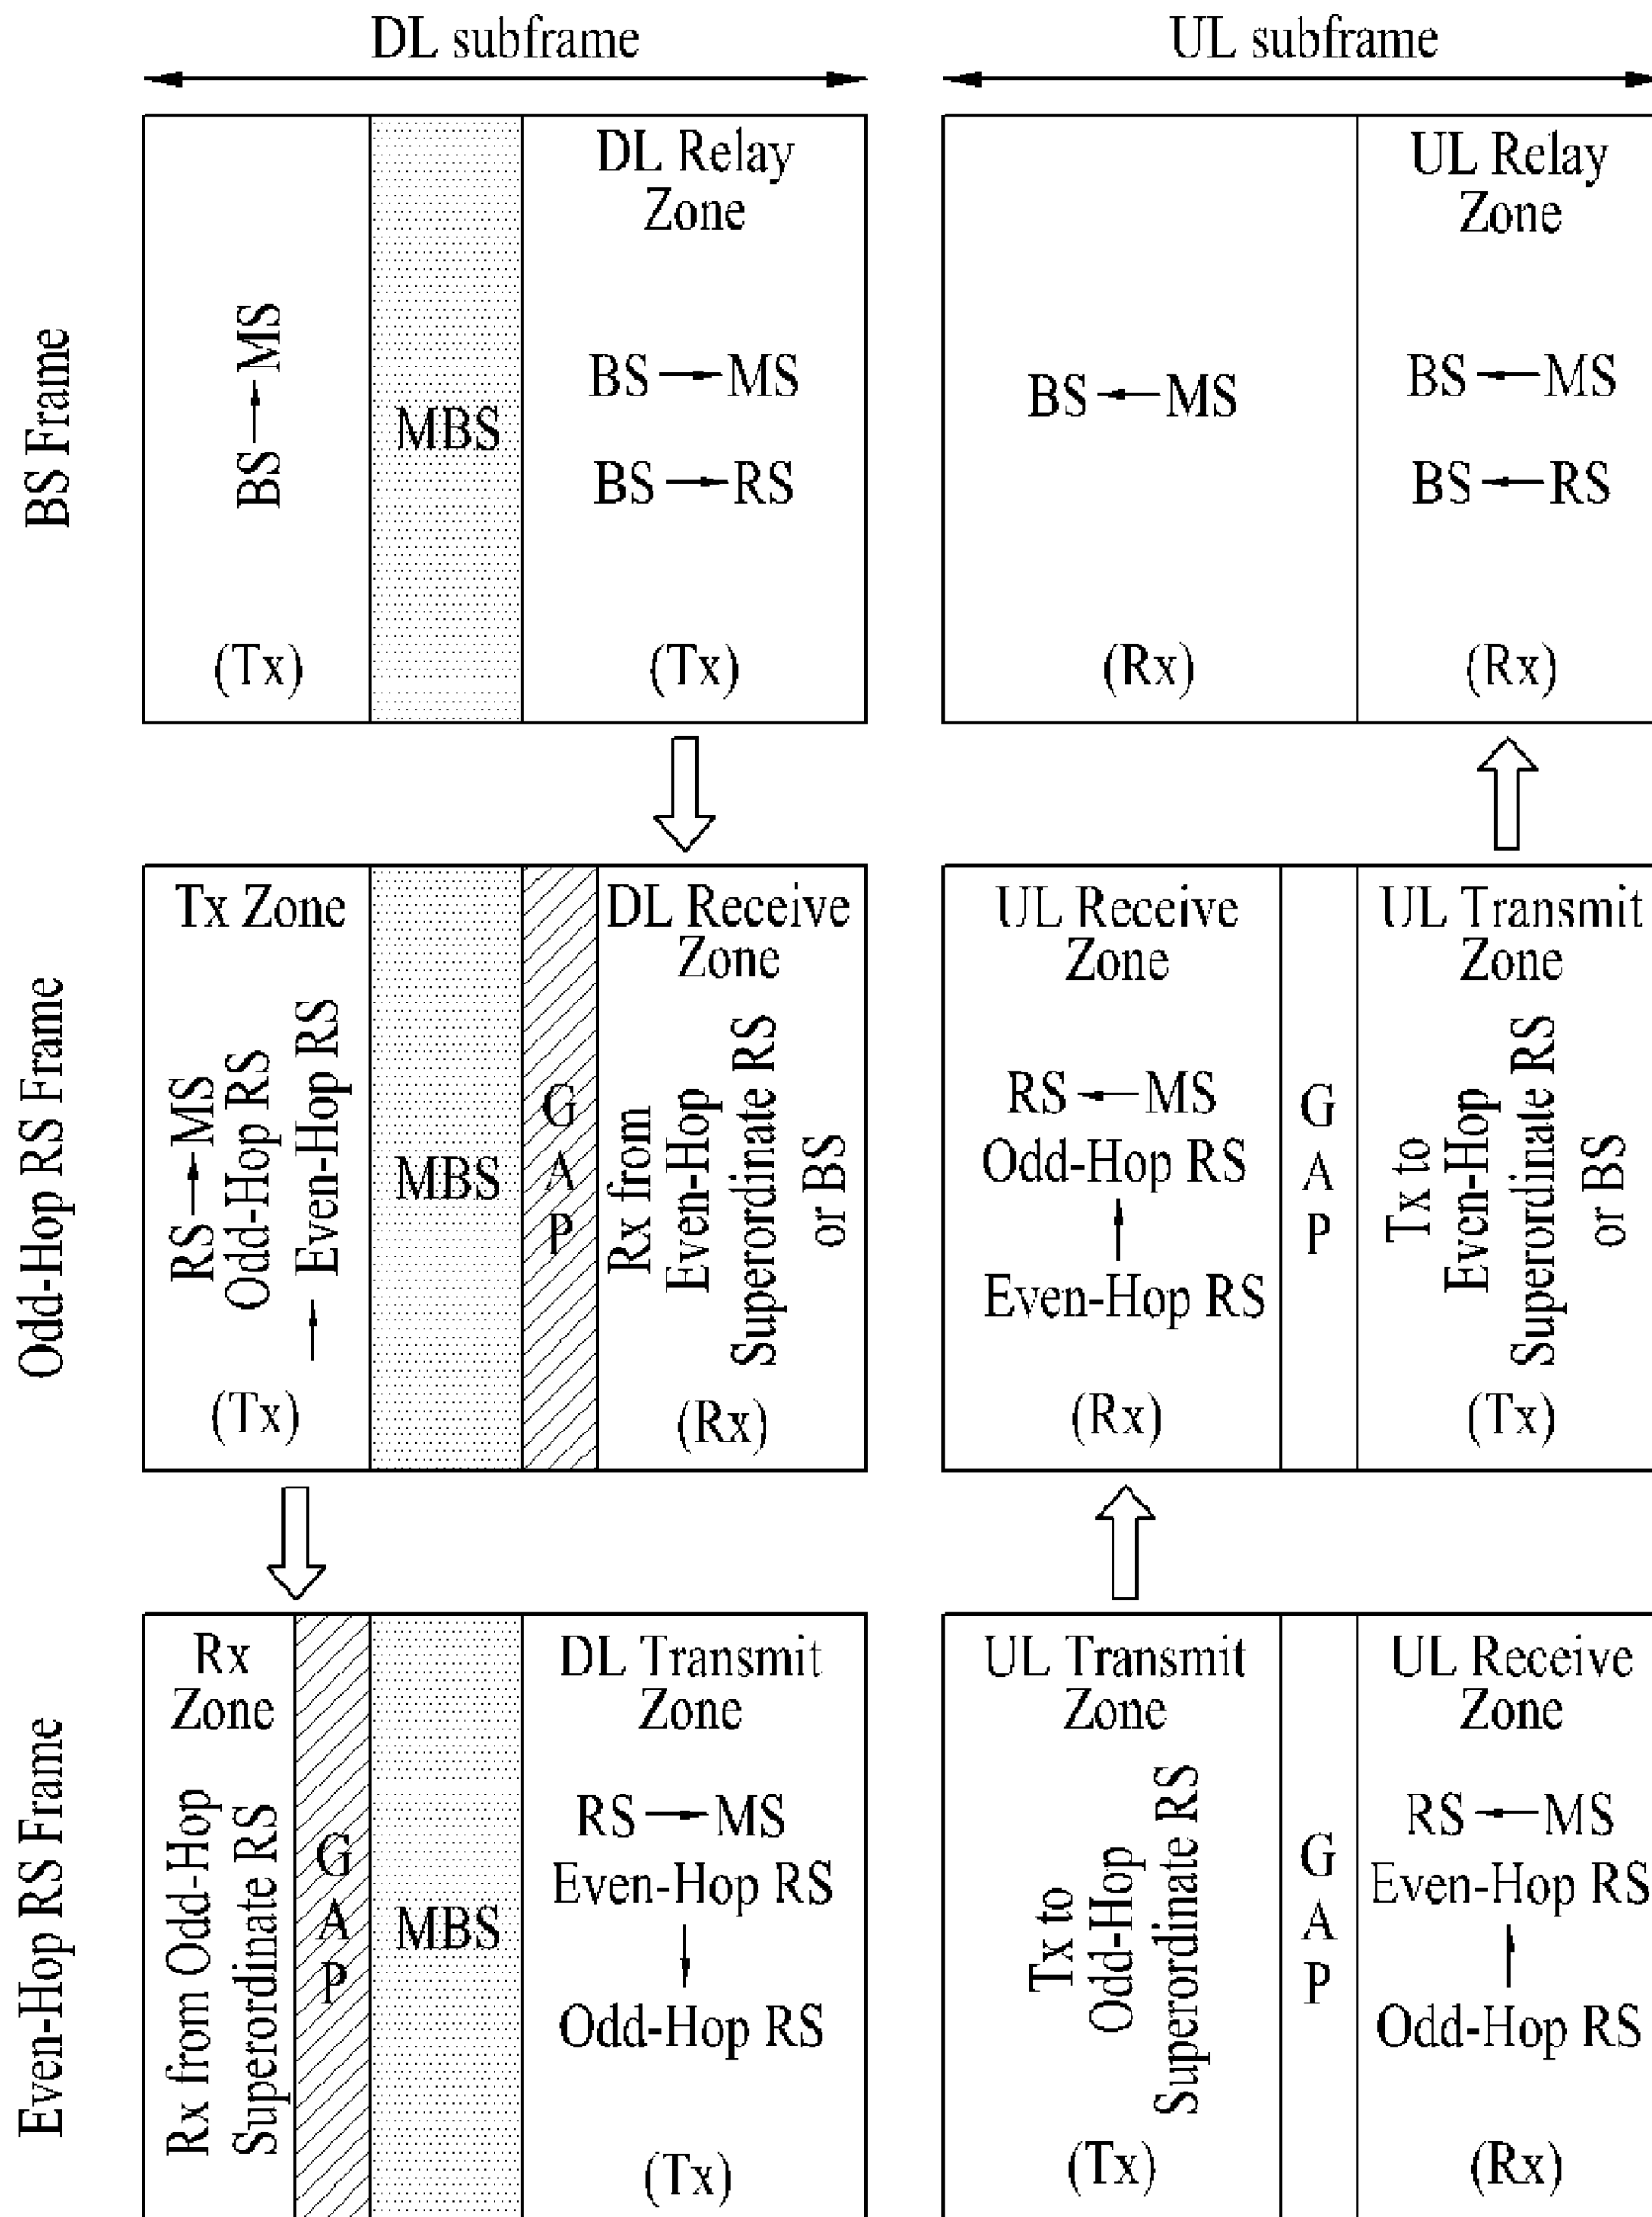 DL subframe
UL subframe
BS Frame
BS → MS
(Tx)
MBS
DL Relay
Zone
BS → MS
BS → RS
(Tx)
BS ← MS
(Rx)
UL Relay
Zone
BS ← MS
BS ← RS
(Rx)
Odd-Hop RS Frame
Tx Zone
RS → MS
Odd-Hop RS
→ Even-Hop RS
(Tx)
MBS
G
A
P
DL Receive
Zone
Rx from
Even-Hop
Superordinate RS
or BS
(Rx)
UL Receive
Zone
RS ← MS
Odd-Hop RS
↑
Even-Hop RS
(Rx)
G
A
P
UL Transmit
Zone
Tx to
Even-Hop
Superordinate RS
or BS
(Tx)
Even-Hop RS Frame
Rx
Zone
Rx from Odd-Hop
Superordinate RS
G
A
P
MBS
DL Transmit
Zone
RS → MS
Even-Hop RS
↓
Odd-Hop RS
(Tx)
UL Transmit
Zone
Tx to
Odd-Hop
Superordinate RS
(Tx)
G
A
P
UL Receive
Zone
RS ← MS
Even-Hop RS
↑
Odd-Hop RS
(Rx)